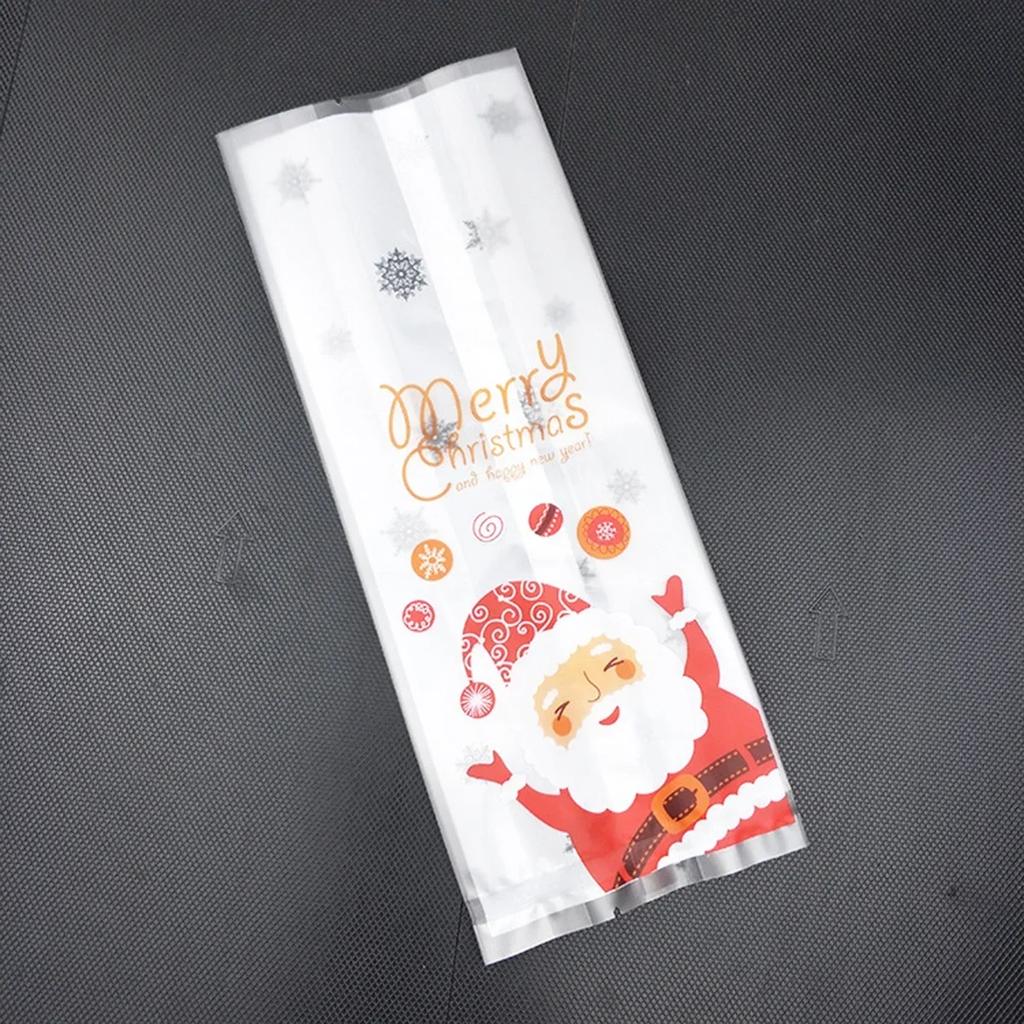 Merry
Christmas
and happy new year!